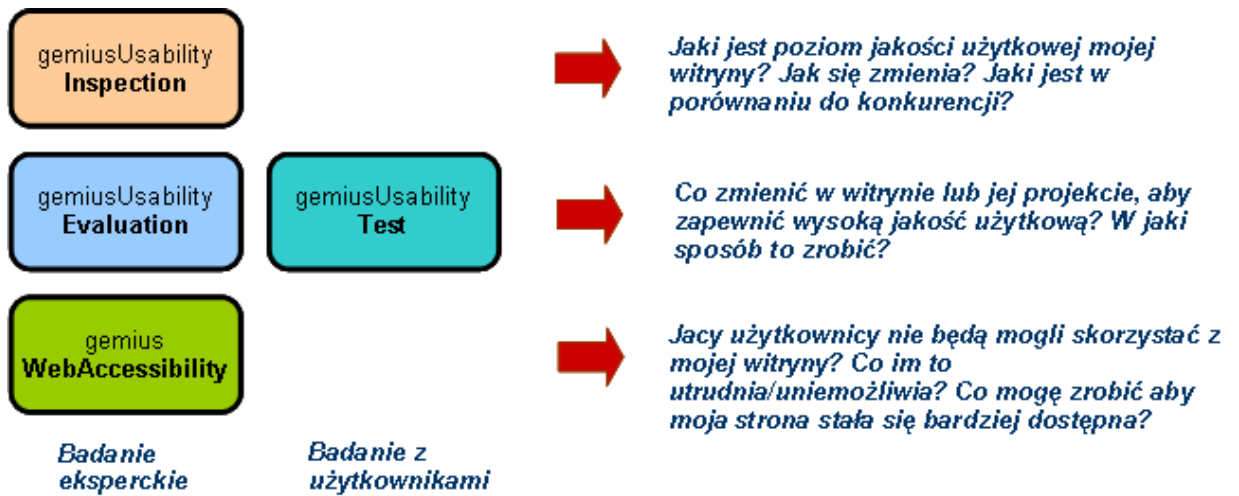 gemiusUsability
Inspection
Jaki jest poziom jakości użytkowej mojej
witryny? Jak się zmienia? Jaki jest w
porównaniu do konkurencji?
gemiusUsability
Evaluation
gemiusUsability
Test
Co zmienić w witrynie lub jej projekcie, aby
zapewnić wysoką jakość użytkową? W jaki
sposób to zrobić?
gemius
WebAccessibility
Jacy użytkownicy nie będą mogli skorzystać z
mojej witryny? Co im to
utrudnia/uniemożliwia? Co mogę zrobić aby
moja strona stała się bardziej dostępna?
Badanie
eksperckie
Badanie z
użytkownikami